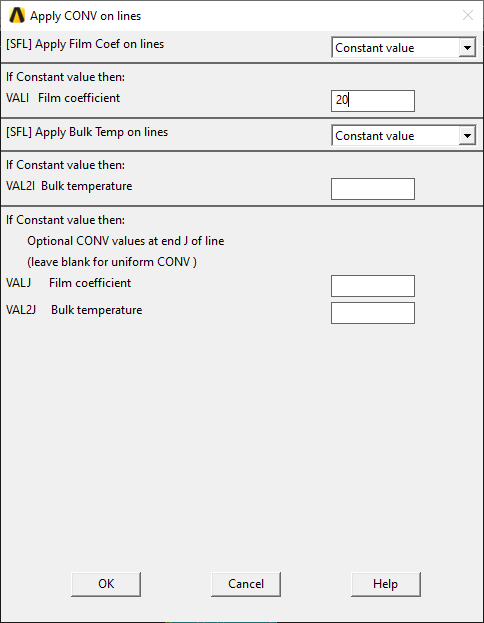 Apply CONV on lines
[SFL] Apply Film Coef on lines Constant value
If Constant value then:
VALI Film coefficient 20
[SFL] Apply Bulk Temp on lines Constant value
If Constant value then:
VAL2I Bulk temperature
If Constant value then:
Optional CONV values at end J of line
(leave blank for uniform CONV )
VALJ Film coefficient
VAL2J Bulk temperature
OK Cancel Help